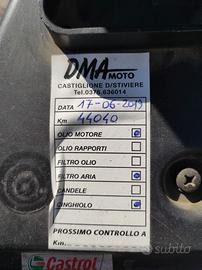 DMA MOTO
CASTIGLIONE D/STIVIERE
Tel.0376.636014
DATA 17-06-2019
Km 44040
OLIO MOTORE
OLIO RAPPORTI
FILTRO OLIO
FILTRO ARIA
CANDELE
CINGHIOLO
PROSSIMO CONTROLLO A
Km.
Castrol
subito